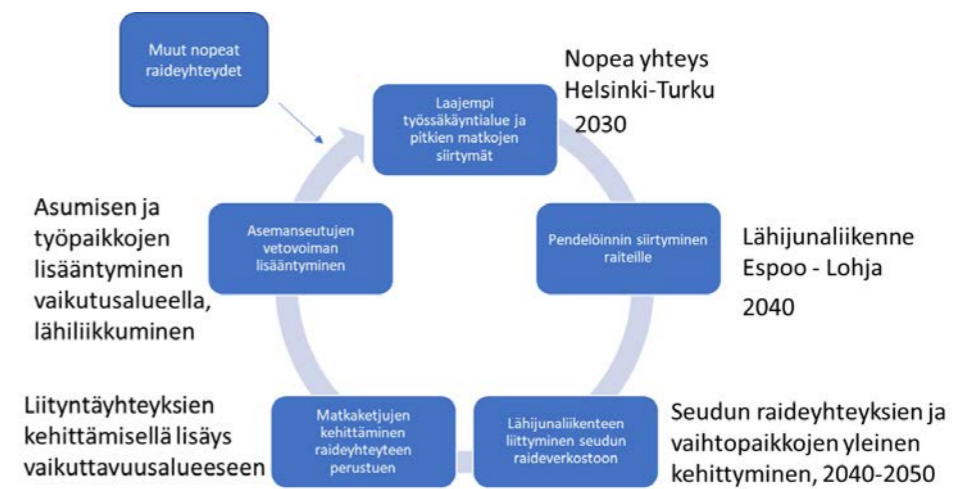 Muut nopeat
raideyhteydet
Laajempi
työssäkäyntialue ja
pitkien matkojen
siirtymät
Nopea yhteys
Helsinki-Turku
2030
Pendelöinnin siirtyminen
raiteille
Lähijunaliikenne
Espoo - Lohja
2040
Lähijunaliikenteen
liittyminen seudun
raideverkostoon
Seudun raideyhteyksien ja
vaihtopaikkojen yleinen
kehittyminen, 2040-2050
Matkaketjujen
kehittäminen
raideyhteyteen
perustuen
Liityntäyhteyksien
kehittämisellä lisäys
vaikuttavuusalueeseen
Asemanseutujen
vetovoiman
lisääntyminen
Asumisen ja
työpaikkojen
lisääntyminen
vaikutusalueella,
lähiliikkuminen